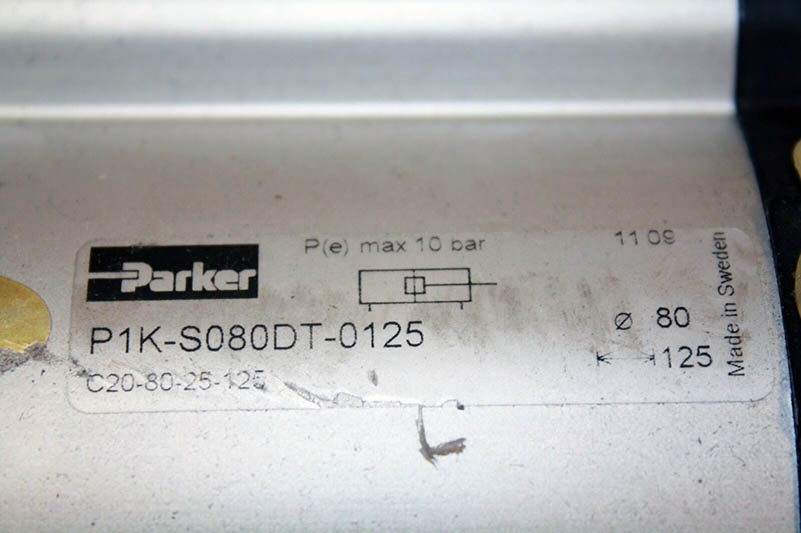 Parker
P(e) max 10 bar
11 09
P1K-S080DT-0125
C20-80-25-125
⌀ 80
125
Made in Sweden